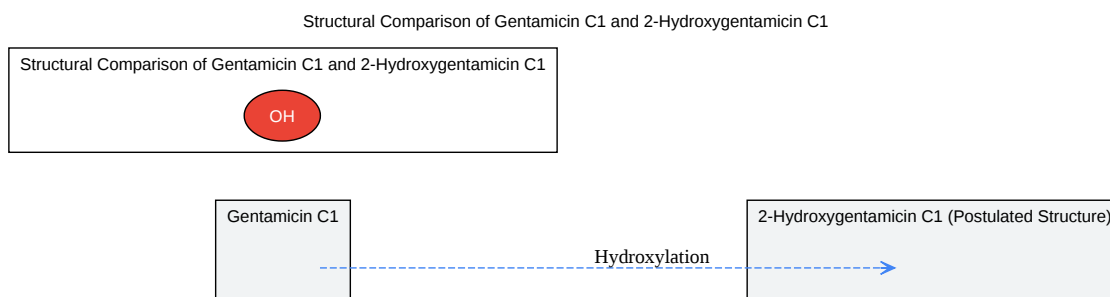 Structural Comparison of Gentamicin C1 and 2-Hydroxygentamicin C1
Structural Comparison of Gentamicin C1 and 2-Hydroxygentamicin C1
OH
Gentamicin C1
2-Hydroxygentamicin C1 (Postulated Structure)
Hydroxylation